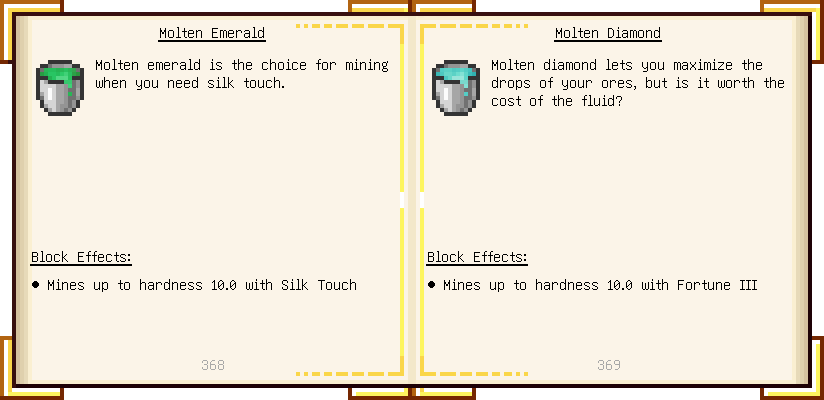 Molten Emerald
Molten emerald is the choice for mining
when you need silk touch.
Block Effects:
• Mines up to hardness 10.0 with Silk Touch
368
Molten Diamond
Molten diamond lets you maximize the
drops of your ores, but is it worth the
cost of the fluid?
Block Effects:
• Mines up to hardness 10.0 with Fortune III
369